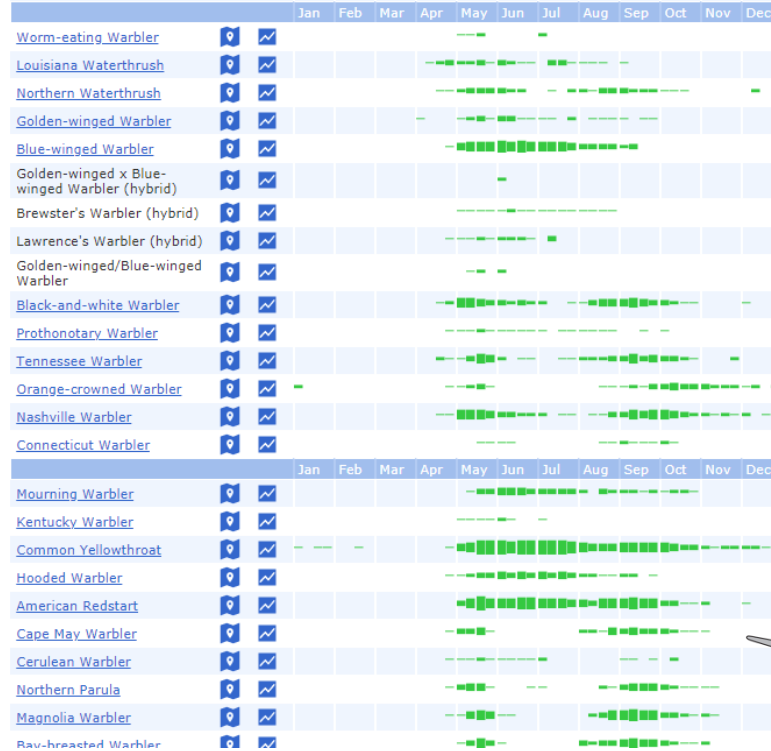 Jan Feb Mar Apr May Jun Jul Aug Sep Oct Nov Dec
Worm-eating Warbler
Louisiana Waterthrush
Northern Waterthrush
Golden-winged Warbler
Blue-winged Warbler
Golden-winged x Blue-
winged Warbler (hybrid)
Brewster's Warbler (hybrid)
Lawrence's Warbler (hybrid)
Golden-winged/Blue-winged
Warbler
Black-and-white Warbler
Prothonotary Warbler
Tennessee Warbler
Orange-crowned Warbler
Nashville Warbler
Connecticut Warbler
Jan Feb Mar Apr May Jun Jul Aug Sep Oct Nov Dec
Mourning Warbler
Kentucky Warbler
Common Yellowthroat
Hooded Warbler
American Redstart
Cape May Warbler
Cerulean Warbler
Northern Parula
Magnolia Warbler
Bay-breasted Warbler